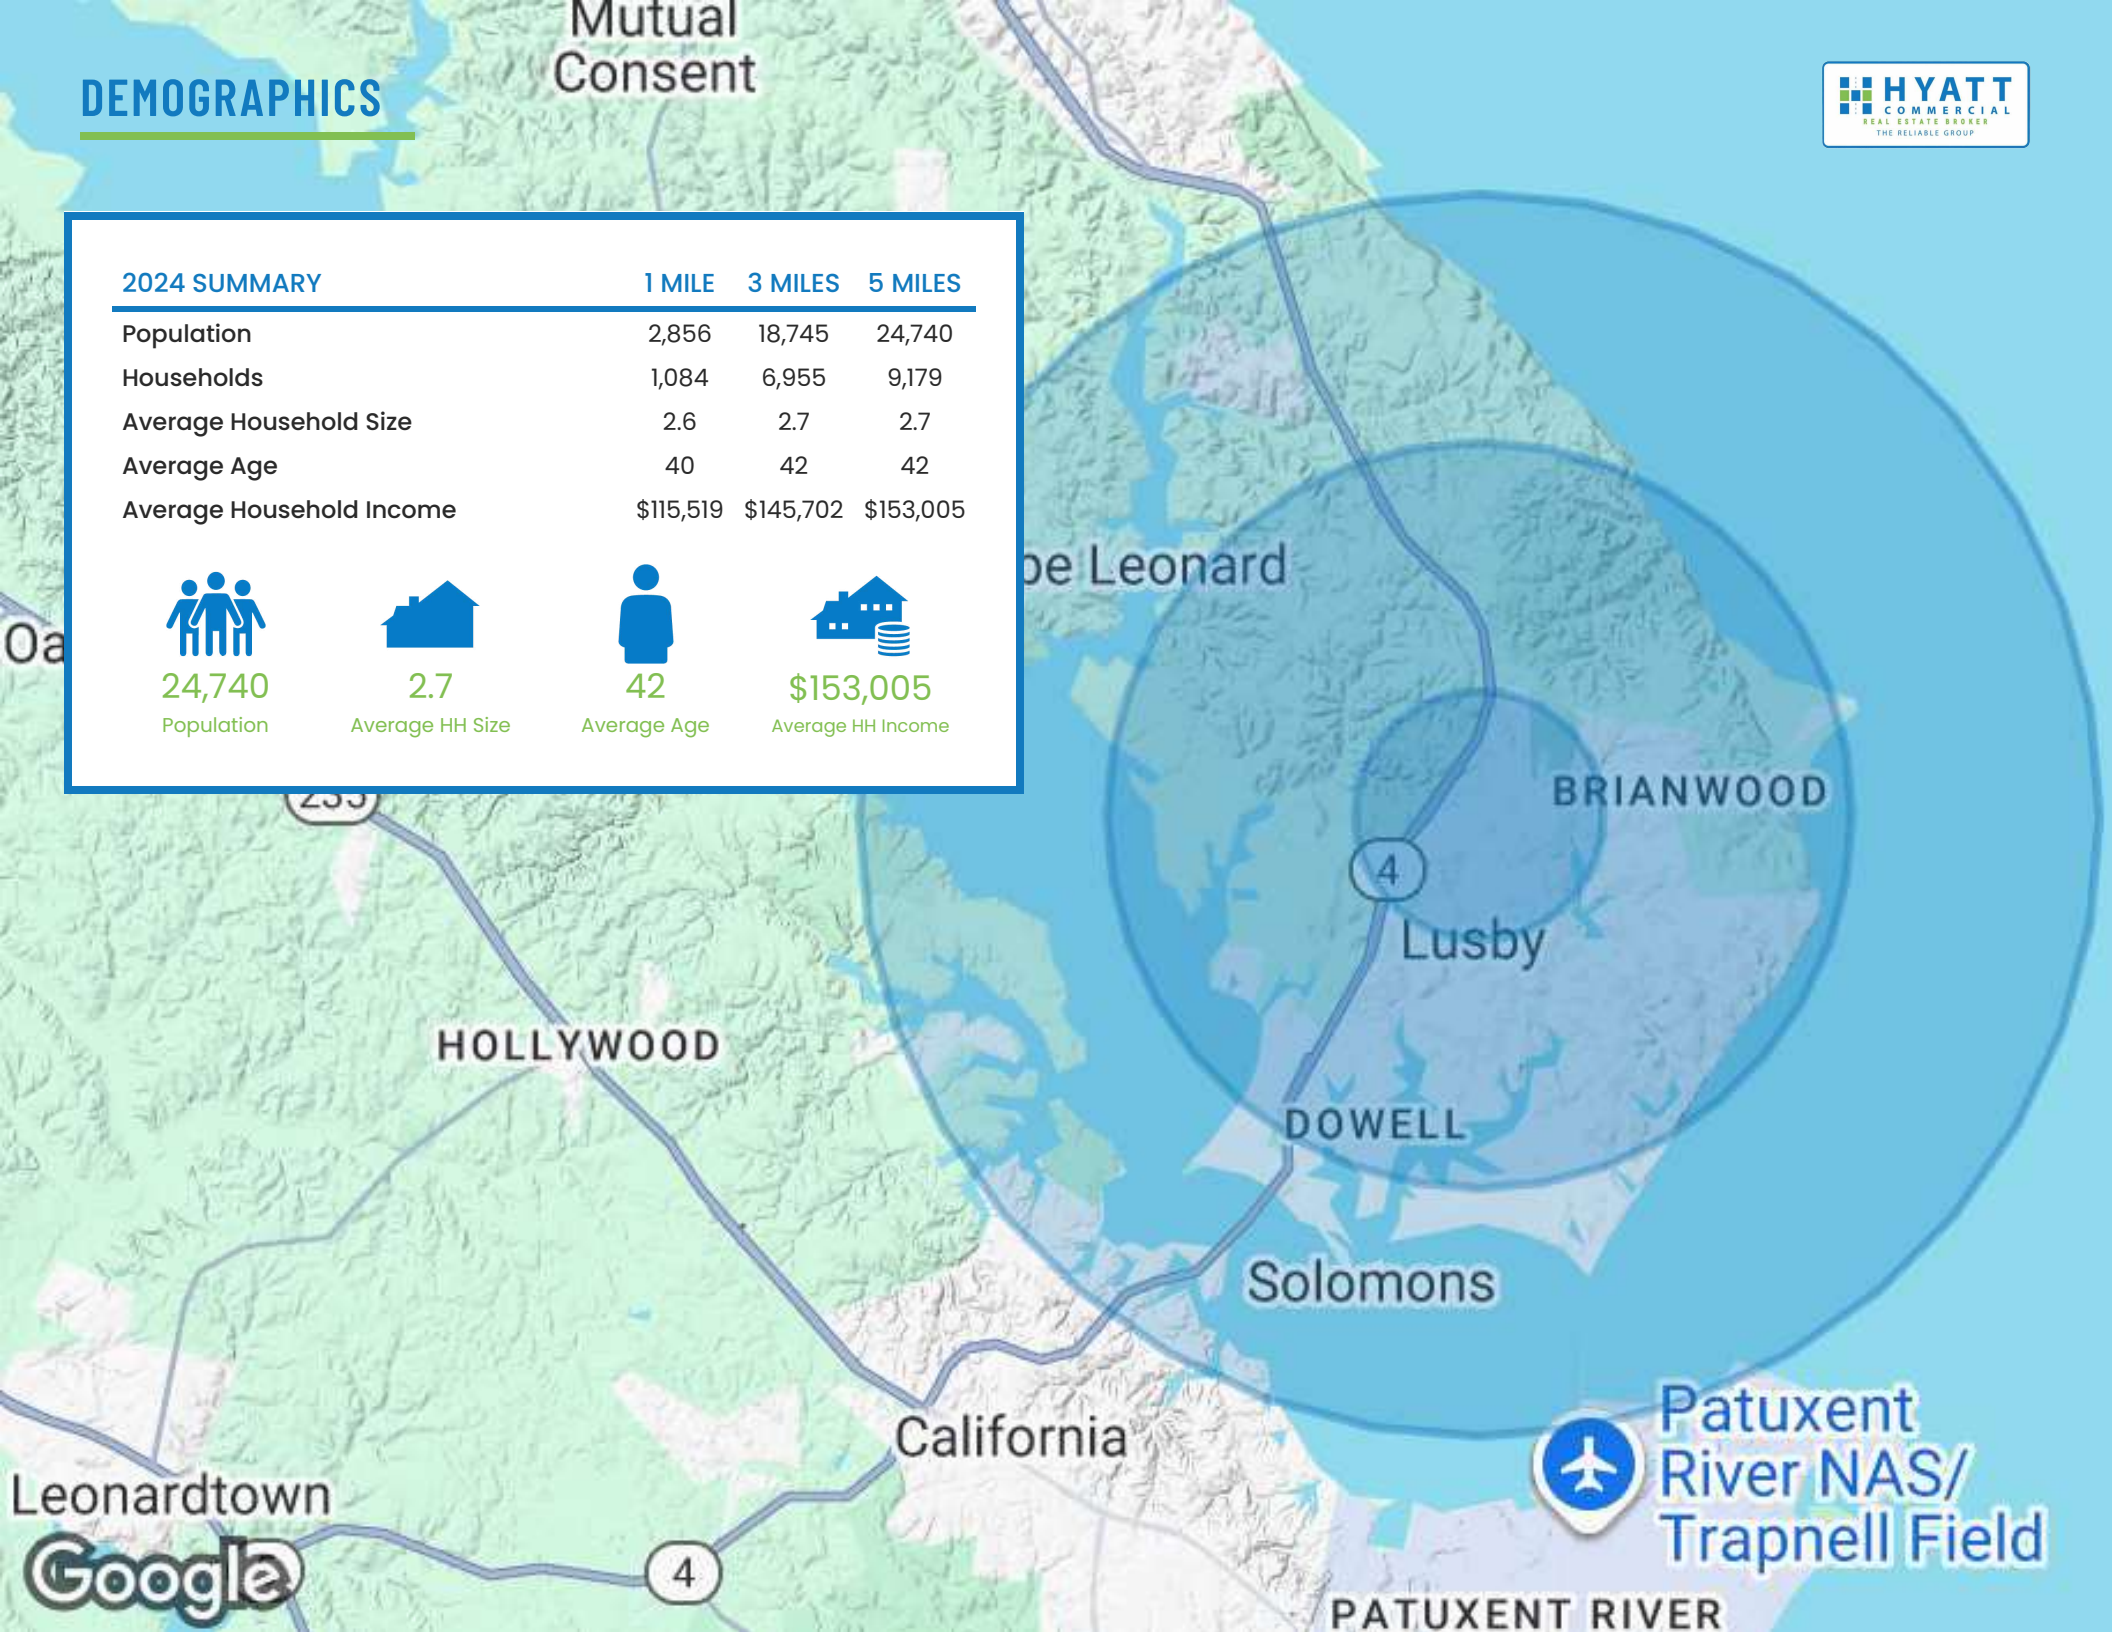 Mutual
Consent
DEMOGRAPHICS
HYATT
COMMERCIAL
REAL ESTATE BROKER
THE RELIABLE GROUP
2024 SUMMARY 1 MILE 3 MILES 5 MILES
Population 2,856 18,745 24,740
Households 1,084 6,955 9,179
Average Household Size 2.6 2.7 2.7
Average Age 40 42 42
Average Household Income $115,519 $145,702 $153,005
24,740 2.7 42 $153,005
Population Average HH Size Average Age Average HH Income
Leonard
Oa
235
BRIANWOOD
4
Lusby
HOLLYWOOD
DOWELL
Solomons
California
Patuxent
River NAS/
Trapnell Field
Leonardtown
Google
4
PATUXENT RIVER